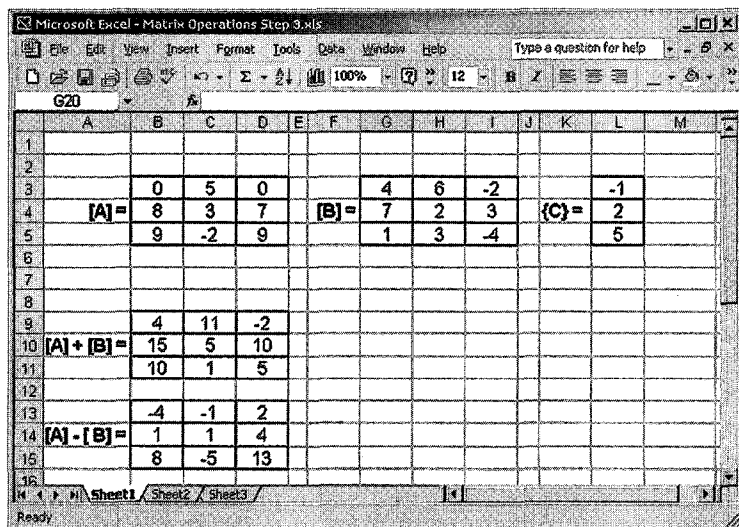 Microsoft Excel - Matrix Operations Step 3.xls
File Edit View Insert Format Tools Data Window Help Type a question for help
100% 12 B I
G20 fx
A B C D E F G H I J K L M
1
2
3 0 5 0 4 6 -2 -1
4 [A] = 8 3 7 [B] = 7 2 3 {C} = 2
5 9 -2 9 1 3 -4 5
6
7
8
9 4 11 -2
10 [A] + [B] = 15 5 10
11 10 1 5
12
13 -4 -1 2
14 [A] - [ B] = 1 1 4
15 8 -5 13
16
Sheet1 Sheet2 Sheet3
Ready